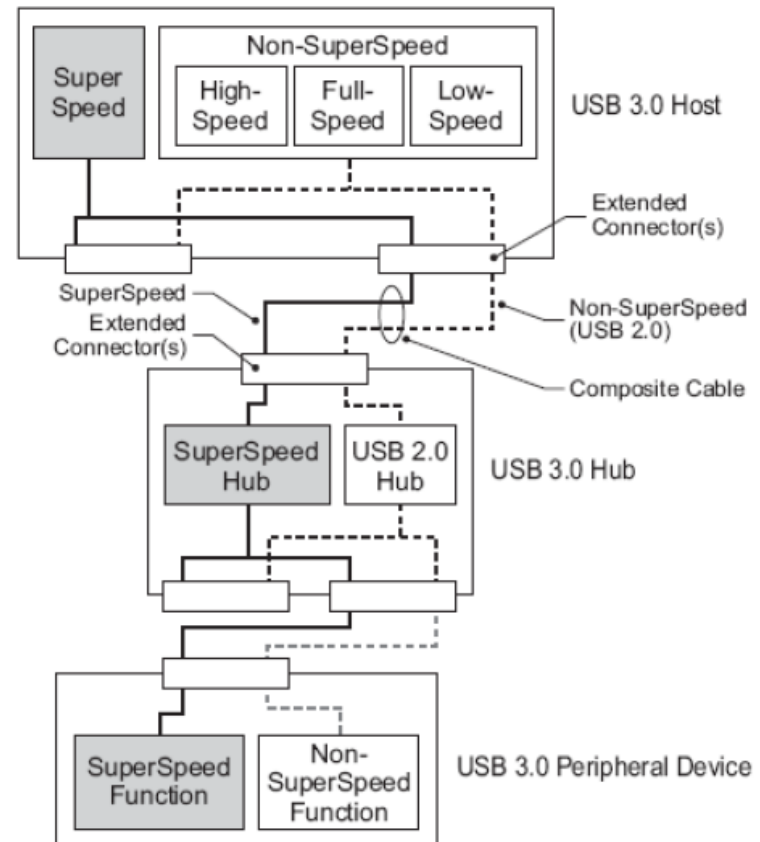 Super
Speed
Non-SuperSpeed
High-
Speed
Full-
Speed
Low-
Speed
USB 3.0 Host
Extended
Connector(s)
SuperSpeed
Extended
Connector(s)
Non-SuperSpeed
(USB 2.0)
Composite Cable
SuperSpeed
Hub
USB 2.0
Hub
USB 3.0 Hub
SuperSpeed
Function
Non-
SuperSpeed
Function
USB 3.0 Peripheral Device